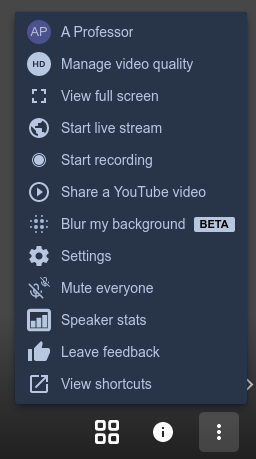 AP A Professor
HD Manage video quality
View full screen
Start live stream
Start recording
Share a YouTube video
Blur my background BETA
Settings
Mute everyone
Speaker stats
Leave feedback
View shortcuts